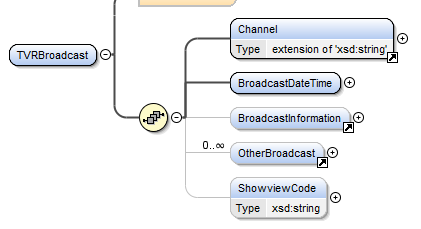 Channel
Type extension of 'xsd:string'
TVRBroadcast
BroadcastDateTime
BroadcastInformation
0..∞
OtherBroadcast
ShowviewCode
Type xsd:string